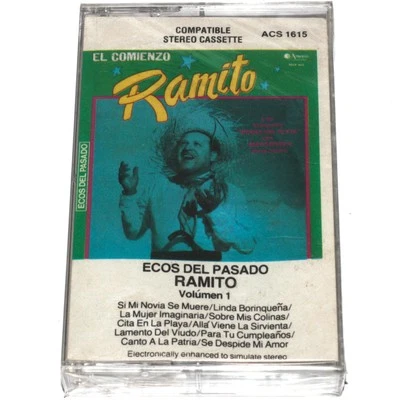 COMPATIBLE
STEREO CASSETTE
ACS 1615
EL COMIENZO
Ramito
ECOS DEL PASADO
ECOS DEL PASADO
RAMITO
Volúmen 1
Si Mi Novia Se Muere/Linda Borinqueña/
La Mujer Imaginaria/Sobre Mis Colinas/
Cita En La Playa/Allá Viene La Sirvienta/
Lamento Del Viudo/Para Tu Cumpleaños/
Canto A La Patria/Se Despide Mi Amor
Electronically enhanced to simulate stereo